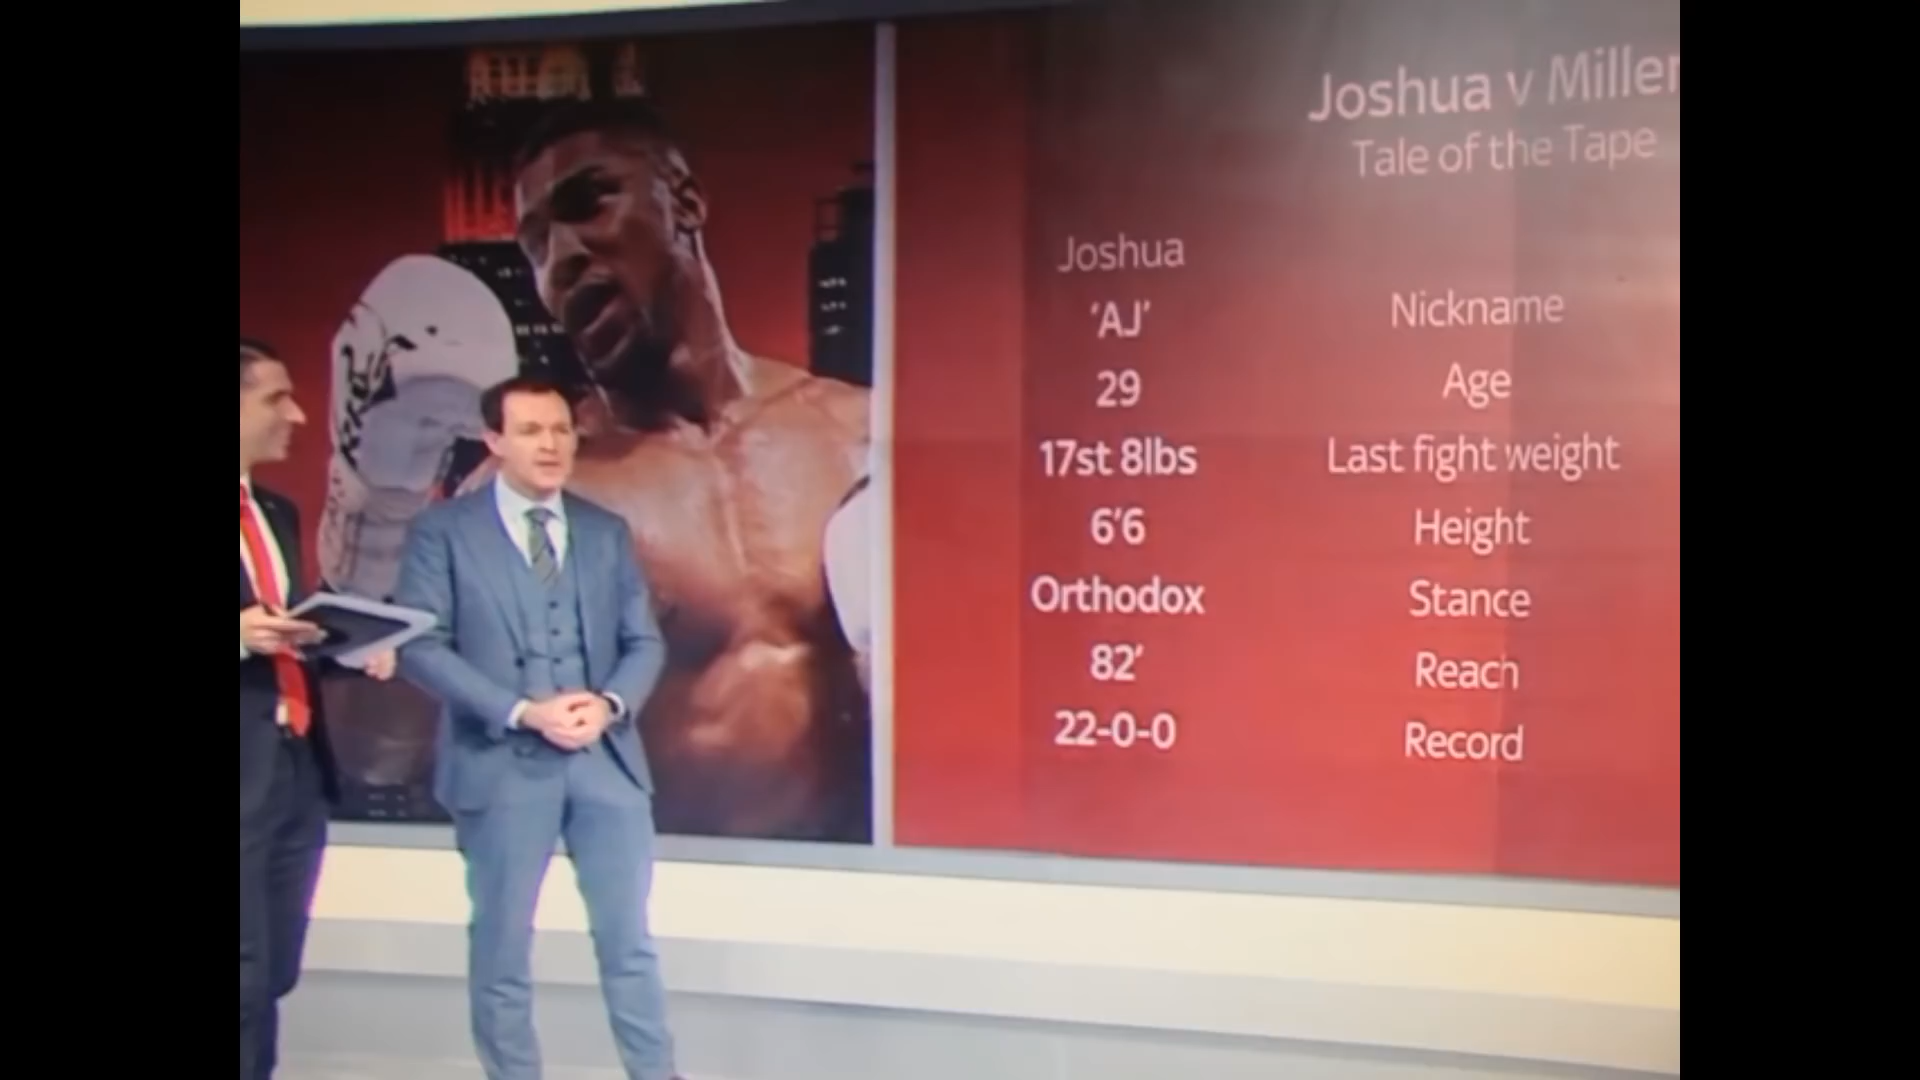 Joshua v Miller
Tale of the Tape
Joshua
'AJ' Nickname
29 Age
17st 8lbs Last fight weight
6'6 Height
Orthodox Stance
82' Reach
22-0-0 Record